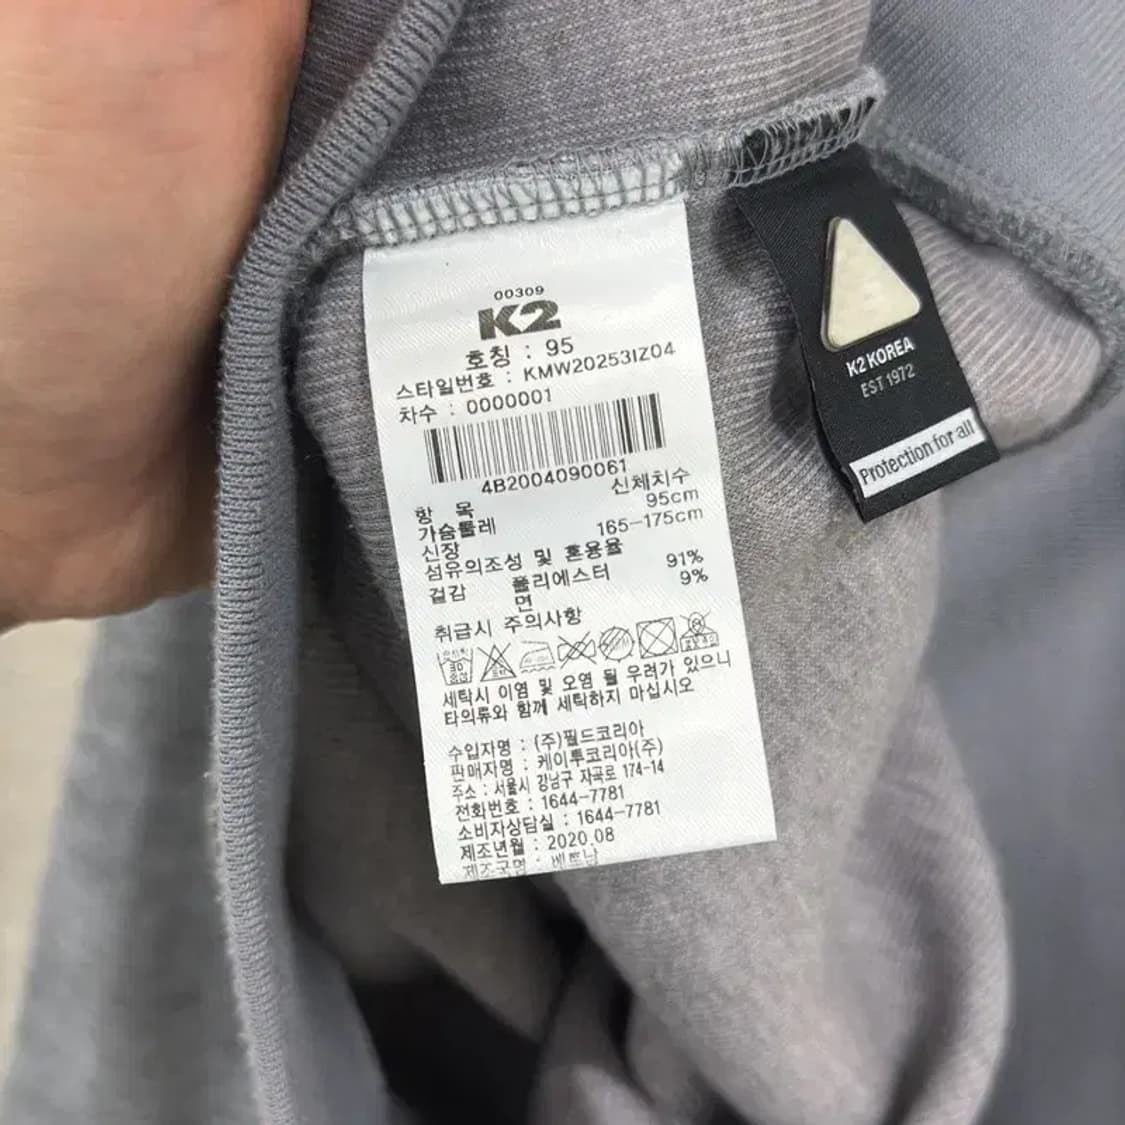 00309
K2
호칭 : 95
스타일번호 : KMW20253IZ04
차수 : 0000001
4B2004090061
신체치수
항 목
가슴둘레 95cm
신장 165-175cm
섬유의조성 및 혼용율
겉감 폴리에스터 91%
면 9%
취급시 주의사항
세탁시 이염 및 오염 될 우려가 있으니
타의류와 함께 세탁하지 마십시오
수입자명 : (주)필드코리아
판매자명 : 케이투코리아(주)
주소 : 서울시 강남구 자곡로 174-14
전화번호 : 1644-7781
소비자상담실 : 1644-7781
제조년월 : 2020.08
제조국명 : 베트남
K2 KOREA
EST 1972
Protection for all